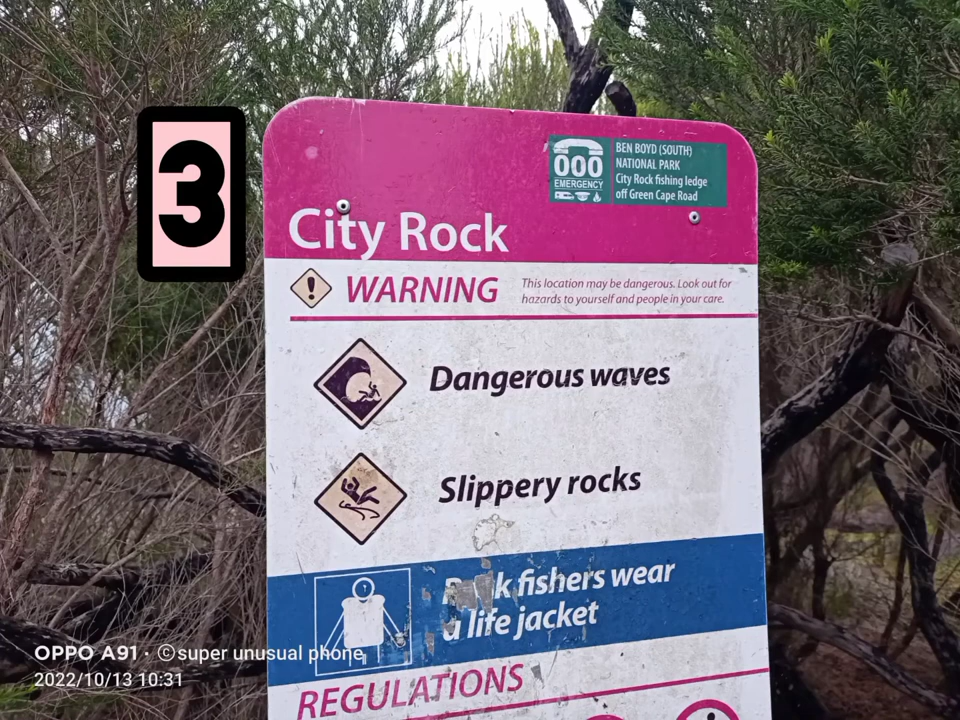 3
000
EMERGENCY
BEN BOYD (SOUTH)
NATIONAL PARK
City Rock fishing ledge
off Green Cape Road
City Rock
WARNING
This location may be dangerous. Look out for
hazards to yourself and people in your care.
Dangerous waves
Slippery rocks
Rock fishers wear
a life jacket
REGULATIONS
OPPO A91 · ©super unusual phone
2022/10/13 10:31